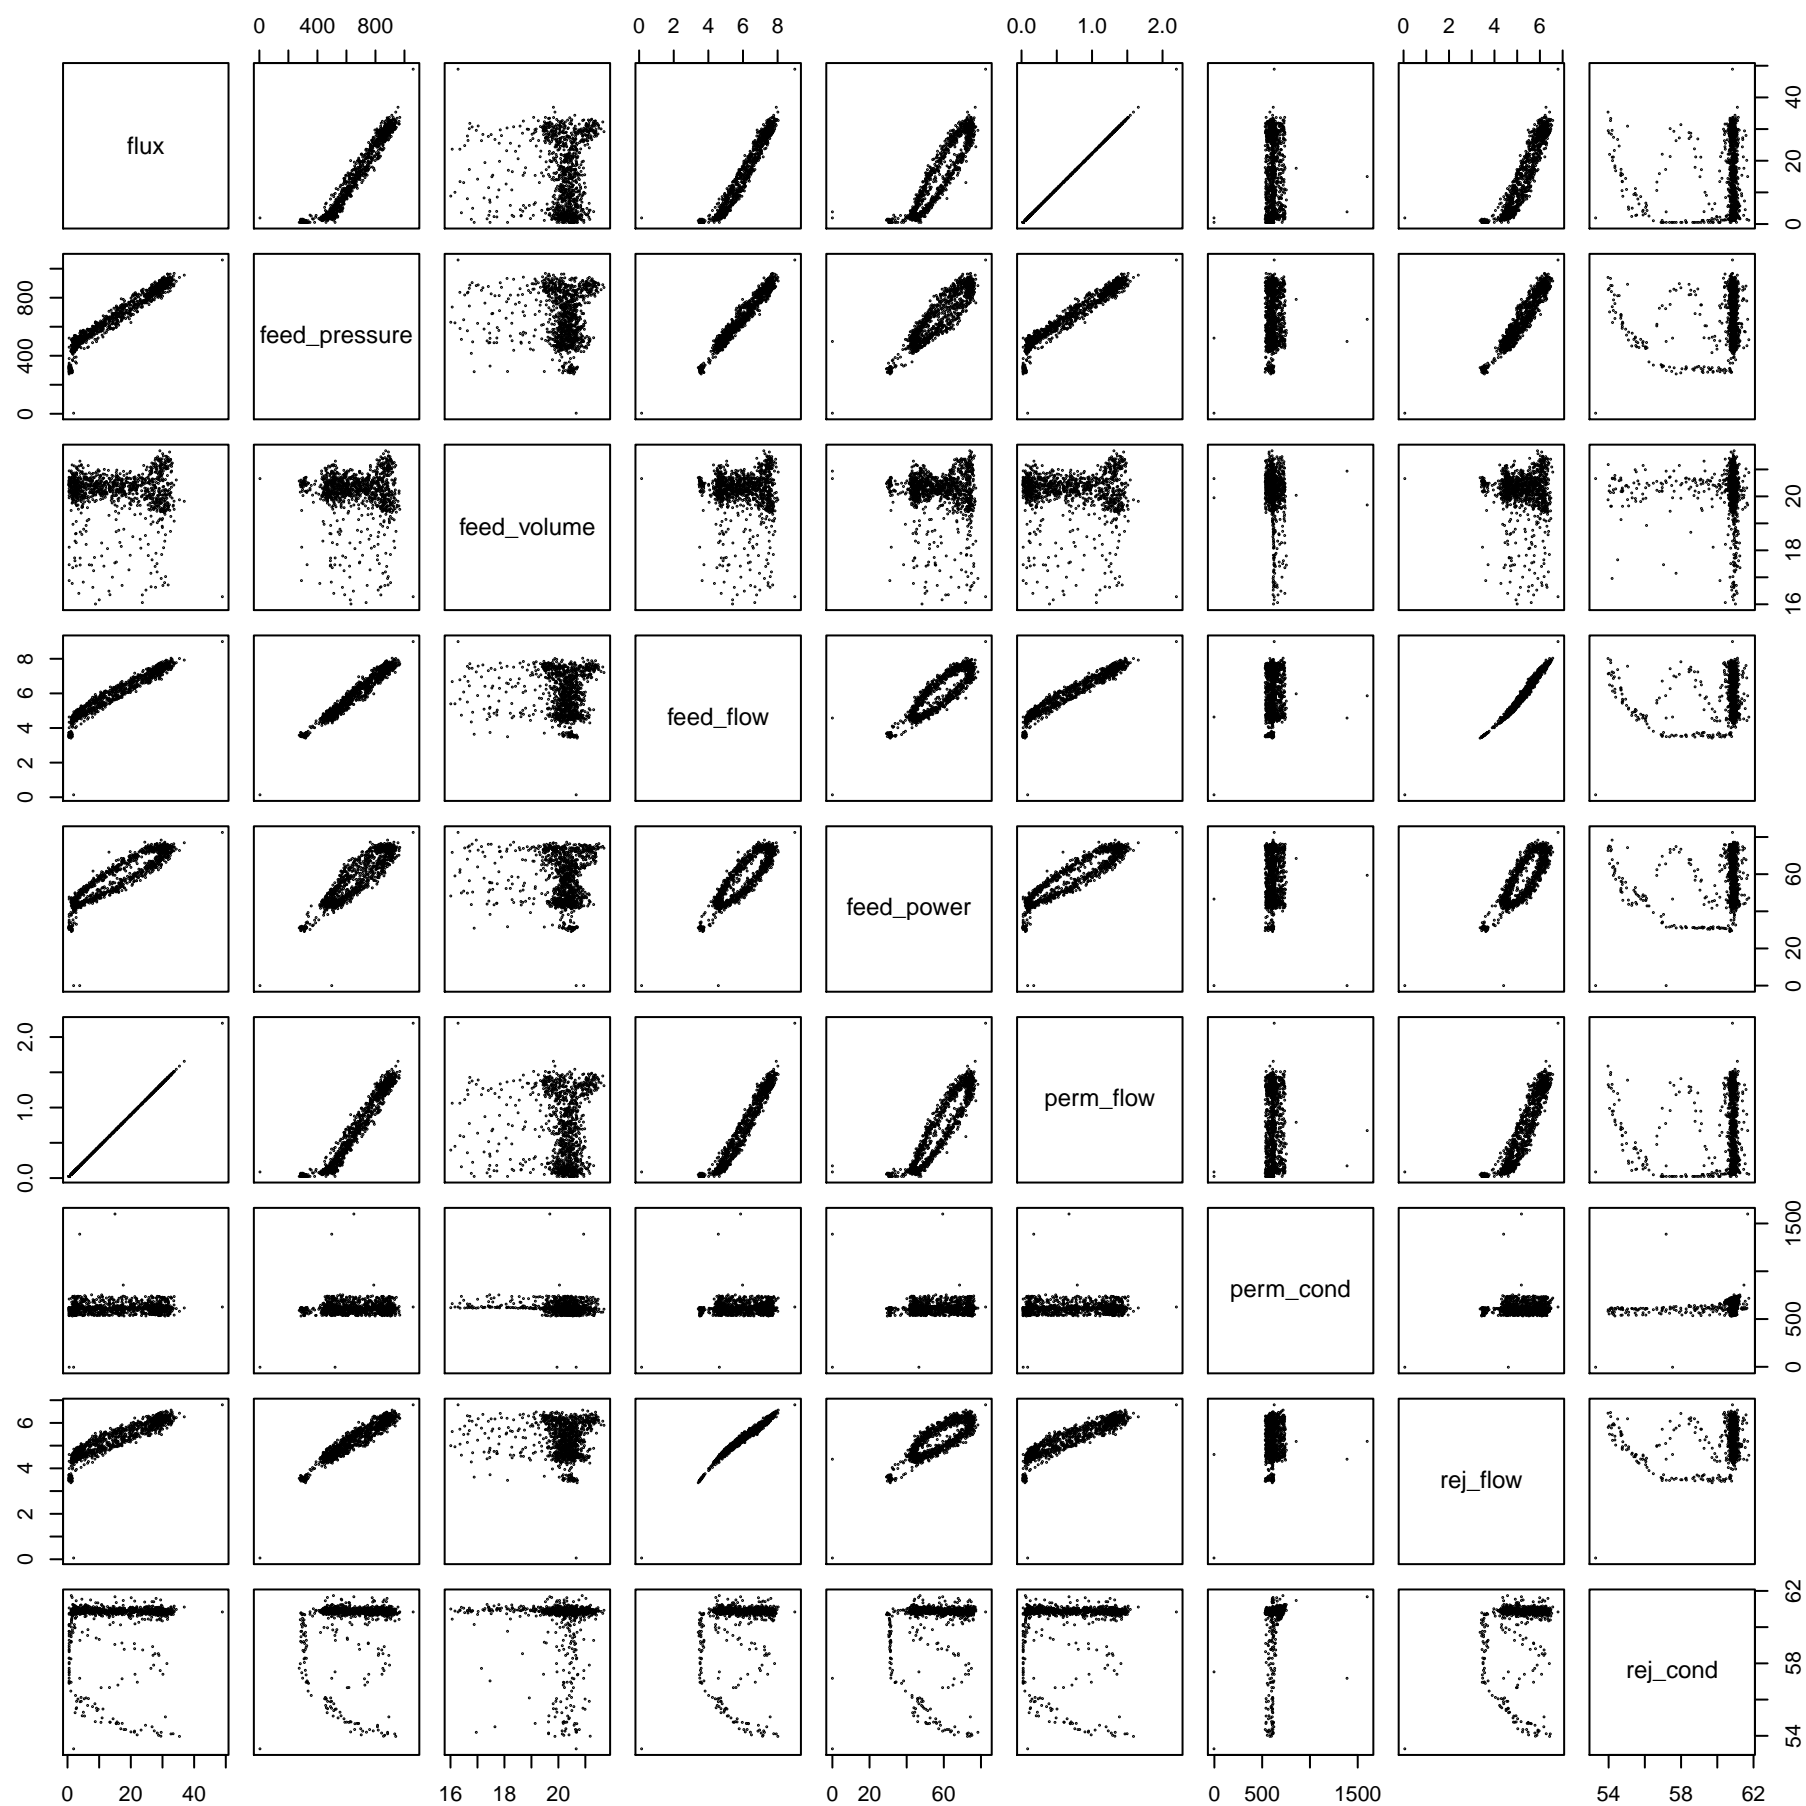 0 400 800 0 2 4 6 8 0.0 1.0 2.0 0 2 4 6
flux
0 20 40
0 400 800
feed_pressure
feed_volume
16 18 20
0 2 4 6 8
feed_flow
feed_power
0 20 60
0.0 1.0 2.0
perm_flow
perm_cond
0 500 1500
0 2 4 6
rej_flow
rej_cond
54 58 62
0 20 40 16 18 20 0 20 60 0 500 1500 54 58 62